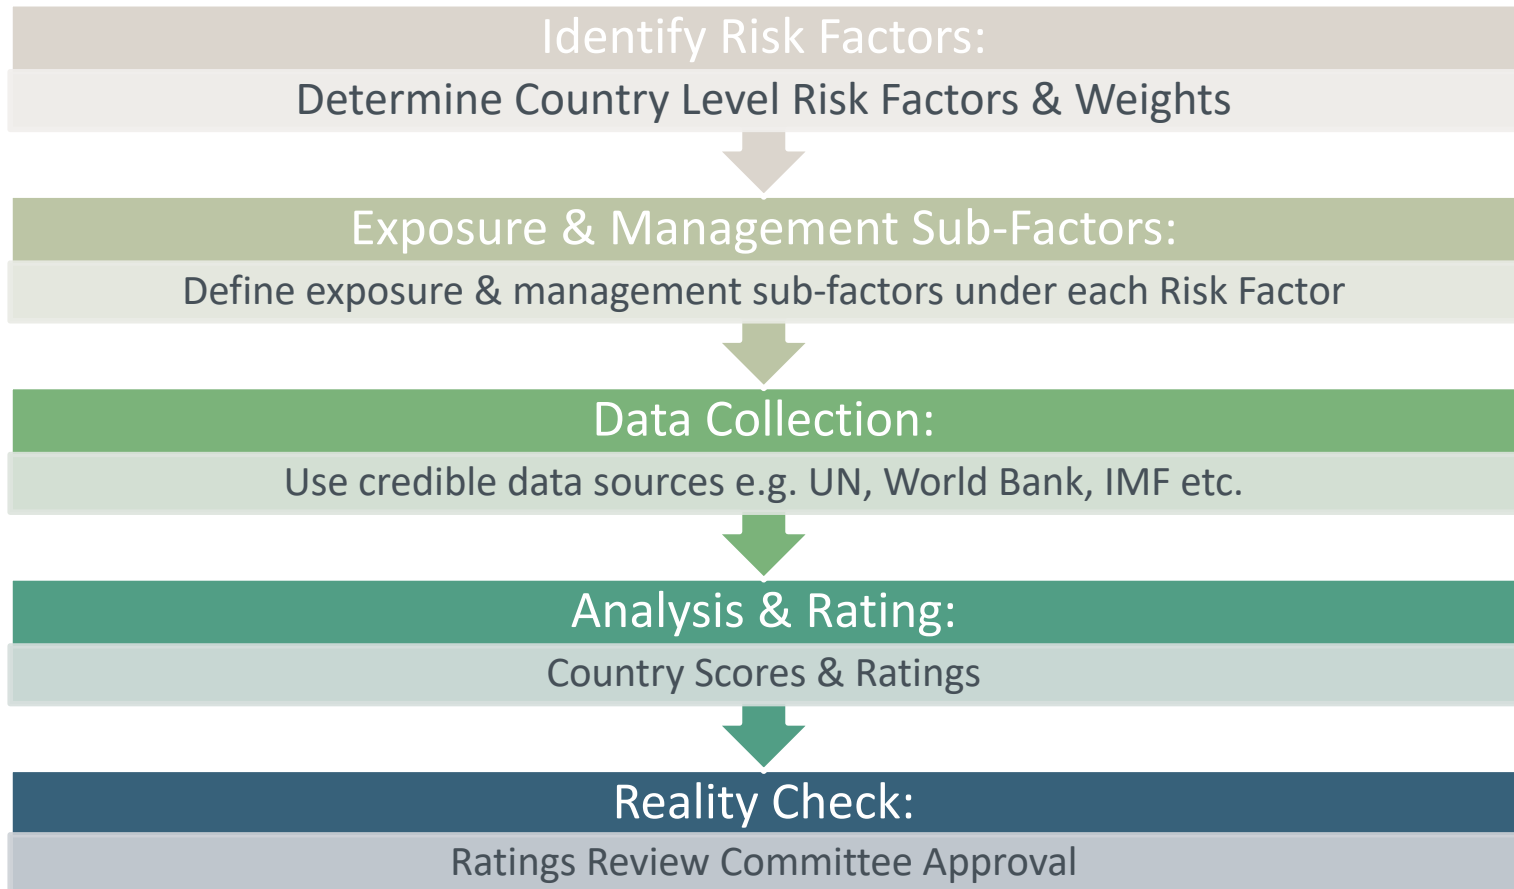 Identify Risk Factors:
Determine Country Level Risk Factors & Weights
Exposure & Management Sub-Factors:
Define exposure & management sub-factors under each Risk Factor
Data Collection:
Use credible data sources e.g. UN, World Bank, IMF etc.
Analysis & Rating:
Country Scores & Ratings
Reality Check:
Ratings Review Committee Approval